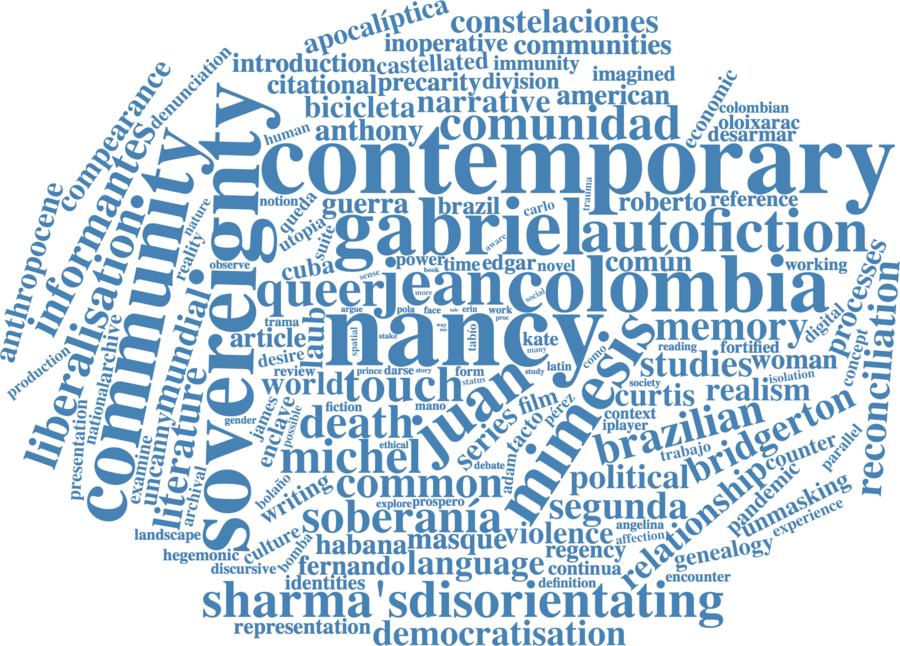 apocalíptica
constelaciones
inoperative communities
introduction castellated immunity
denunciation
citational precarity division imagined
compearance
bicicleta narrative american
economic
colombian
human anthony comunidad oloixarac
desarmar
contemporary
sovereignty
community
informantes
liberalisation
anthropocene
notion guerra brazil carlo trauma roberto reference
queda
utopia
suite
nature
reality
gabriel autofiction
aware
observe cuba power time edgar novel común working
sense book
queer jean colombia
more social
processes
digital
argue pola face tale erin work
way
proc
trama
article
aub
spatial
stake
nancy
tabío
kate
many
memory
reading fortified
concept
desire
review
prince darse story form status study latin como
production
archive
national
mundial
uncanny
literature
world touch
juan
mimesis
studies woman
society isolation
reconciliation
curtis realism
james
enclave
possible
gender
fiction mano
death
series film
pérez
tacto
adam
context
iplayer
brazilian
trabajo
bridgerton
presentation
examine
archival
ethical
debate
michel
political
counter
parallel
relationship
pandemic
unmasking
experience
bolaño
writing
common
explore prospero
segunda
landscape
soberanía
angelina
affection
violence
hegemonic
culture
habana masque
regency
genealogy
discursive
bomba
fernando language continua
encounter
identities
definition
sharma's disorientating
representation democratisation